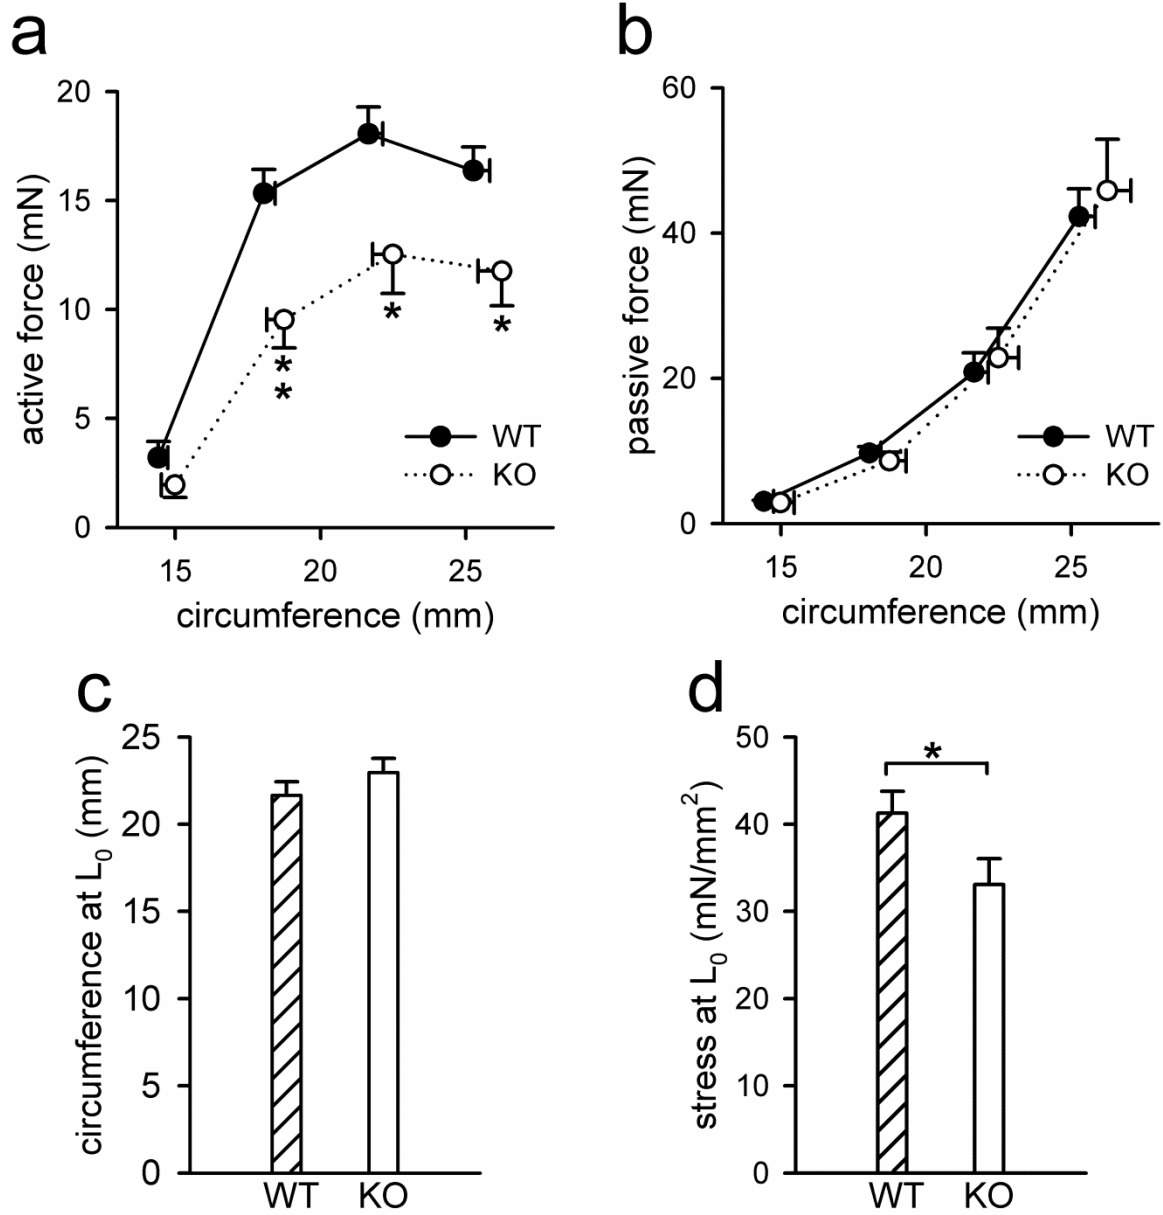 a
active force (mN)
20
15
10
5
0
*
*
*
*
WT
KO
15 20 25
circumference (mm)
b
passive force (mN)
60
40
20
0
WT
KO
15 20 25
circumference (mm)
c
circumference at L₀ (mm)
25
20
15
10
5
0
WT KO
d
stress at L₀ (mN/mm²)
50
40
30
20
10
0
*
WT KO